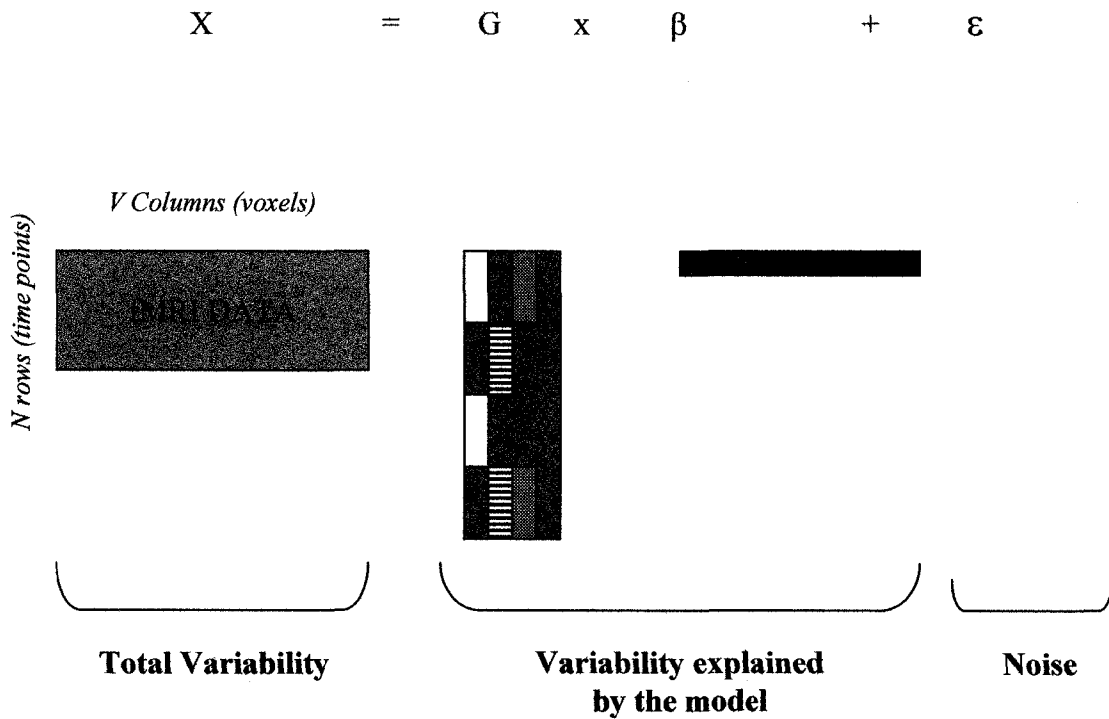 X = G x β + ε
V Columns (voxels)
N rows (time points)
fMRI DATA
Total Variability
Variability explained
by the model
Noise